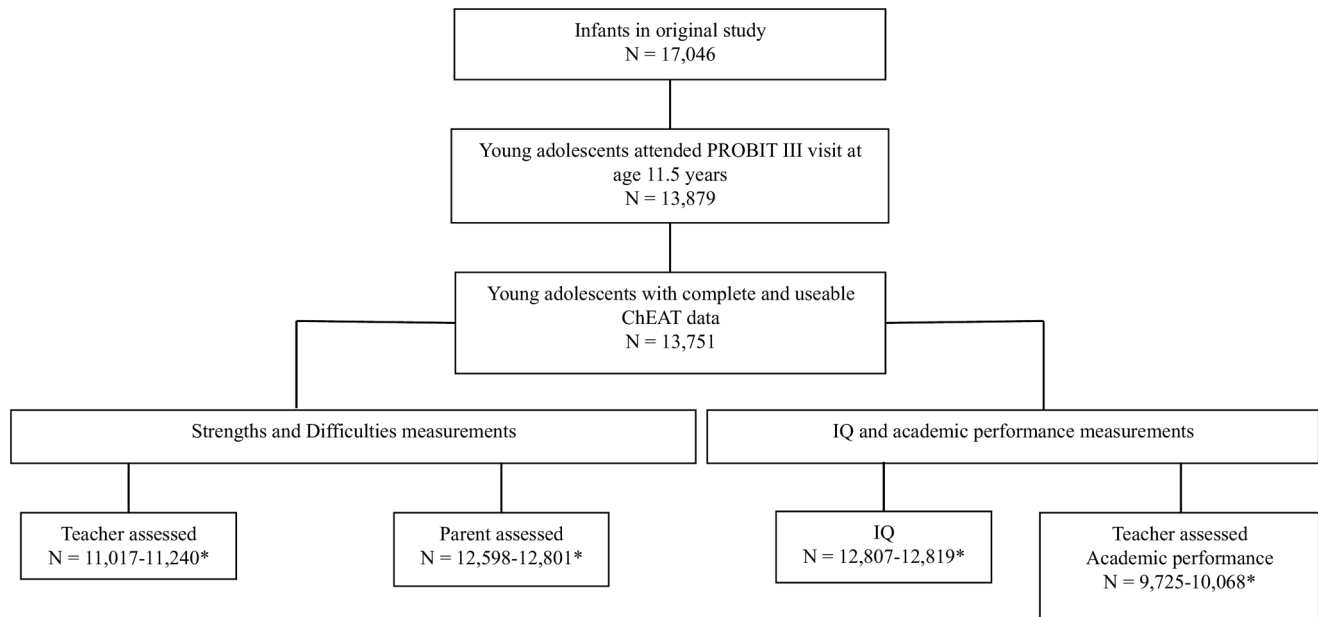 Infants in original study
N = 17,046
Young adolescents attended PROBIT III visit at
age 11.5 years
N = 13,879
Young adolescents with complete and useable
ChEAT data
N = 13,751
Strengths and Difficulties measurements
IQ and academic performance measurements
Teacher assessed
N = 11,017-11,240*
Parent assessed
N = 12,598-12,801*
IQ
N = 12,807-12,819*
Teacher assessed
Academic performance
N = 9,725-10,068*